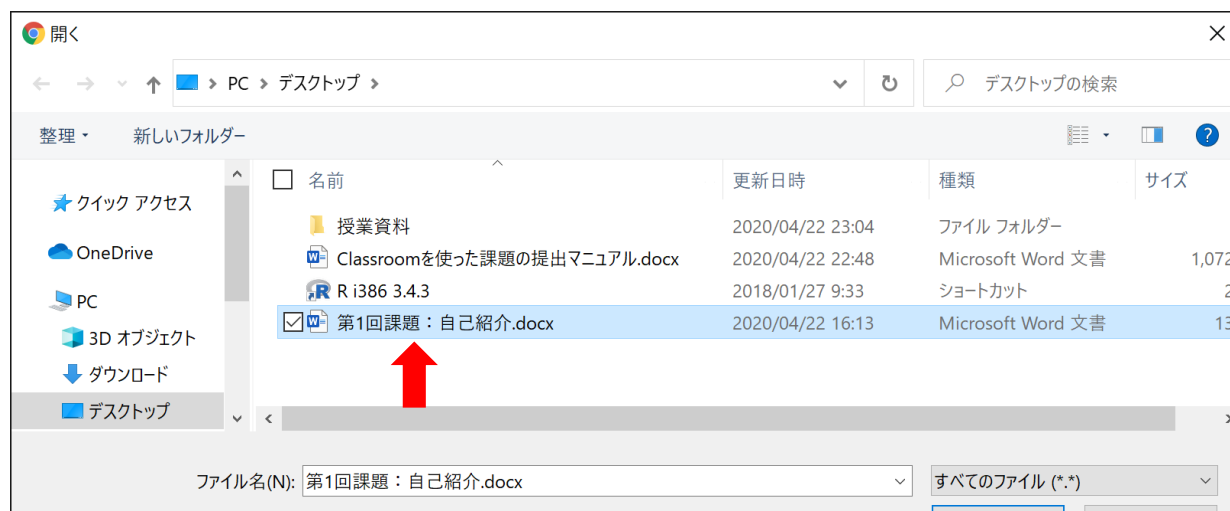 開く
PC デスクトップ デスクトップの検索
整理 新しいフォルダー
名前 更新日時 種類 サイズ
クイック アクセス
授業資料 2020/04/22 23:04 ファイル フォルダー
OneDrive
Classroomを使った課題の提出マニュアル.docx 2020/04/22 22:48 Microsoft Word 文書 1,072
PC
R i386 3.4.3 2018/01/27 9:33 ショートカット 2
3D オブジェクト
第1回課題：自己紹介.docx 2020/04/22 16:13 Microsoft Word 文書 13
ダウンロード
デスクトップ
ファイル名(N): 第1回課題：自己紹介.docx すべてのファイル (*.*)